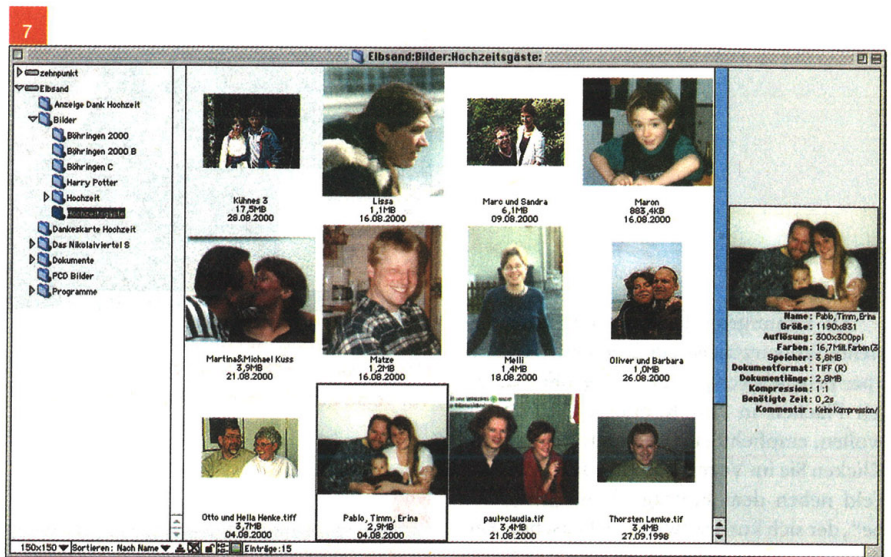 7
Elbsand:Bilder:Hochzeitsgäste:
zehnpunkt
Elbsand
Anzeige Dank Hochzeit
Bilder
Böhringen 2000
Böhringen 2000 B
Böhringen C
Harry Potter
Hochzeit
Hochzeitsgäste
Dankeskarte Hochzeit
Das Nikolaiviertel S
Dokumente
PCD Bilder
Programme
Kühnes 3
17,5MB
28.08.2000
Lissa
1,1MB
16.08.2000
Marc und Sandra
6,1MB
09.08.2000
Maron
883,4KB
16.08.2000
Martina&Michael Kuss
3,9MB
21.08.2000
Matze
1,2MB
16.08.2000
Melli
1,4MB
18.08.2000
Oliver und Barbara
1,0MB
26.08.2000
Otto und Hella Henke.tiff
3,7MB
04.08.2000
Pablo, Timm, Erina
2,9MB
04.08.2000
paul+claudia.tif
3,4MB
21.08.2000
Thorsten Lemke.tif
3,4MB
27.09.1998
Name: Pablo, Timm, Erina
Größe: 1190x831
Auflösung: 300x300ppi
Farben: 16,7 Mill. Farben (3
Speicher: 3,8MB
Dokumentformat: TIFF (R)
Dokumentlänge: 2,8MB
Kompression: 1:1
Benötigte Zeit: 0,2s
Kommentar: Keine Kompression/
150x150 Sortieren: Nach Name Einträge:15